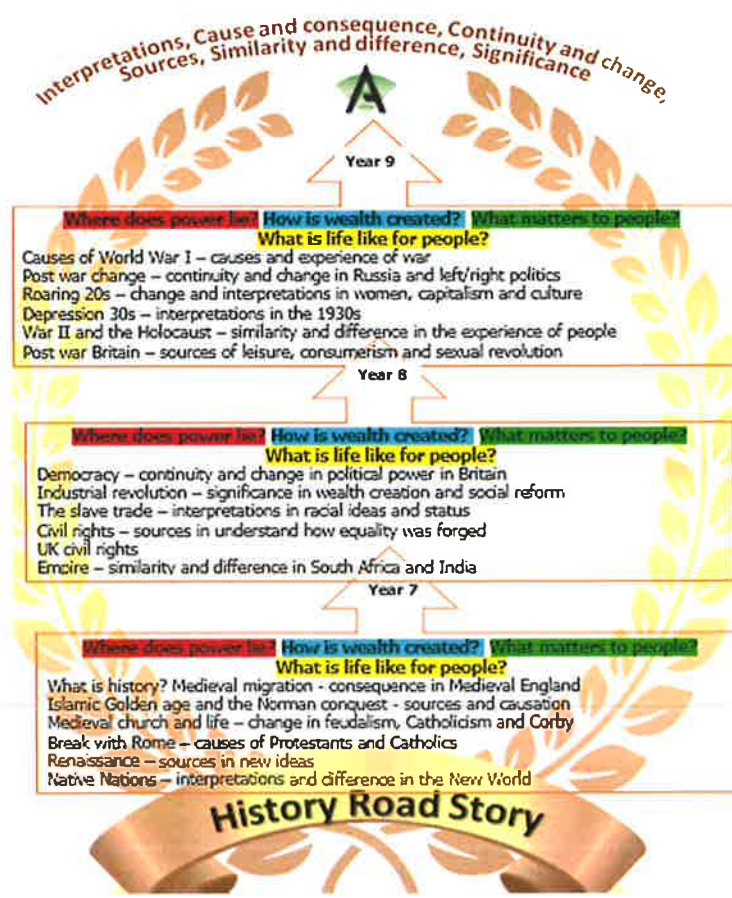 Interpretations, Cause and consequence, Continuity and change,
Sources, Similarity and difference, Significance
A
Year 9
Where does power lie? How is wealth created? What matters to people?
What is life like for people?
Causes of World War I – causes and experience of war
Post war change – continuity and change in Russia and left/right politics
Roaring 20s – change and interpretations in women, capitalism and culture
Depression 30s – interpretations in the 1930s
War II and the Holocaust – similarity and difference in the experience of people
Post war Britain – sources of leisure, consumerism and sexual revolution
Year 8
Where does power lie? How is wealth created? What matters to people?
What is life like for people?
Democracy – continuity and change in political power in Britain
Industrial revolution – significance in wealth creation and social reform
The slave trade – interpretations in racial ideas and status
Civil rights – sources in understand how equality was forged
UK civil rights
Empire – similarity and difference in South Africa and India
Year 7
Where does power lie? How is wealth created? What matters to people?
What is life like for people?
What is history? Medieval migration - consequence in Medieval England
Islamic Golden age and the Norman conquest - sources and causation
Medieval church and life – change in feudalism, Catholicism and Corby
Break with Rome – causes of Protestants and Catholics
Renaissance – sources in new ideas
Native Nations – interpretations and difference in the New World
History Road Story